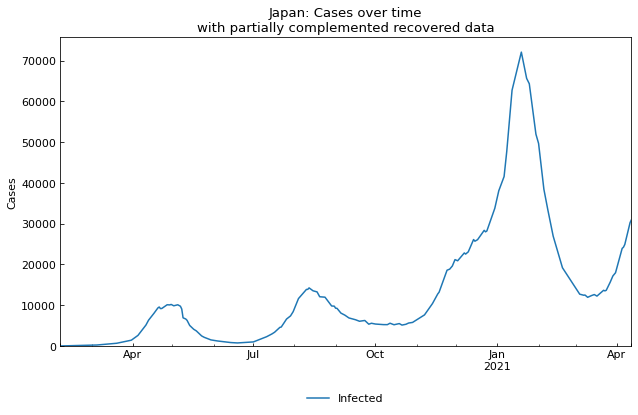 Japan: Cases over time
with partially complemented recovered data
70000
60000
50000
40000
30000
20000
10000
0
Cases
Apr
Jul
Oct
Jan
2021
Apr
Infected